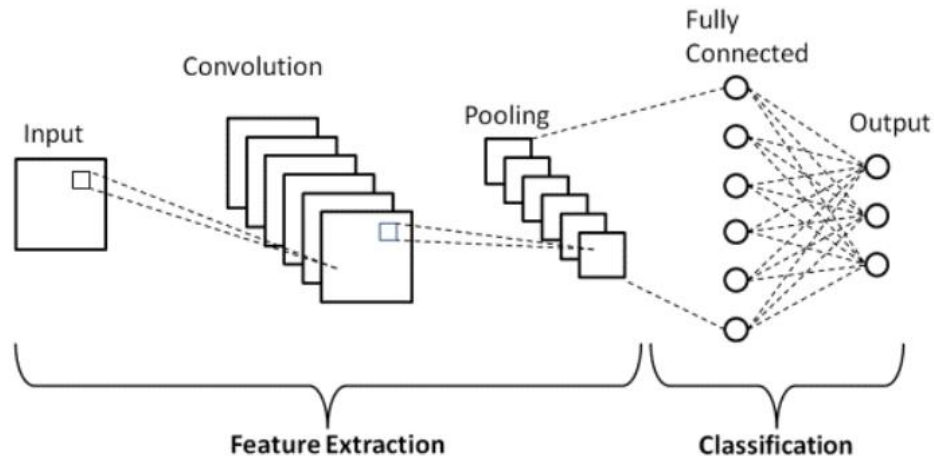 Input
Convolution
Pooling
Fully
Connected
Output
Feature Extraction
Classification